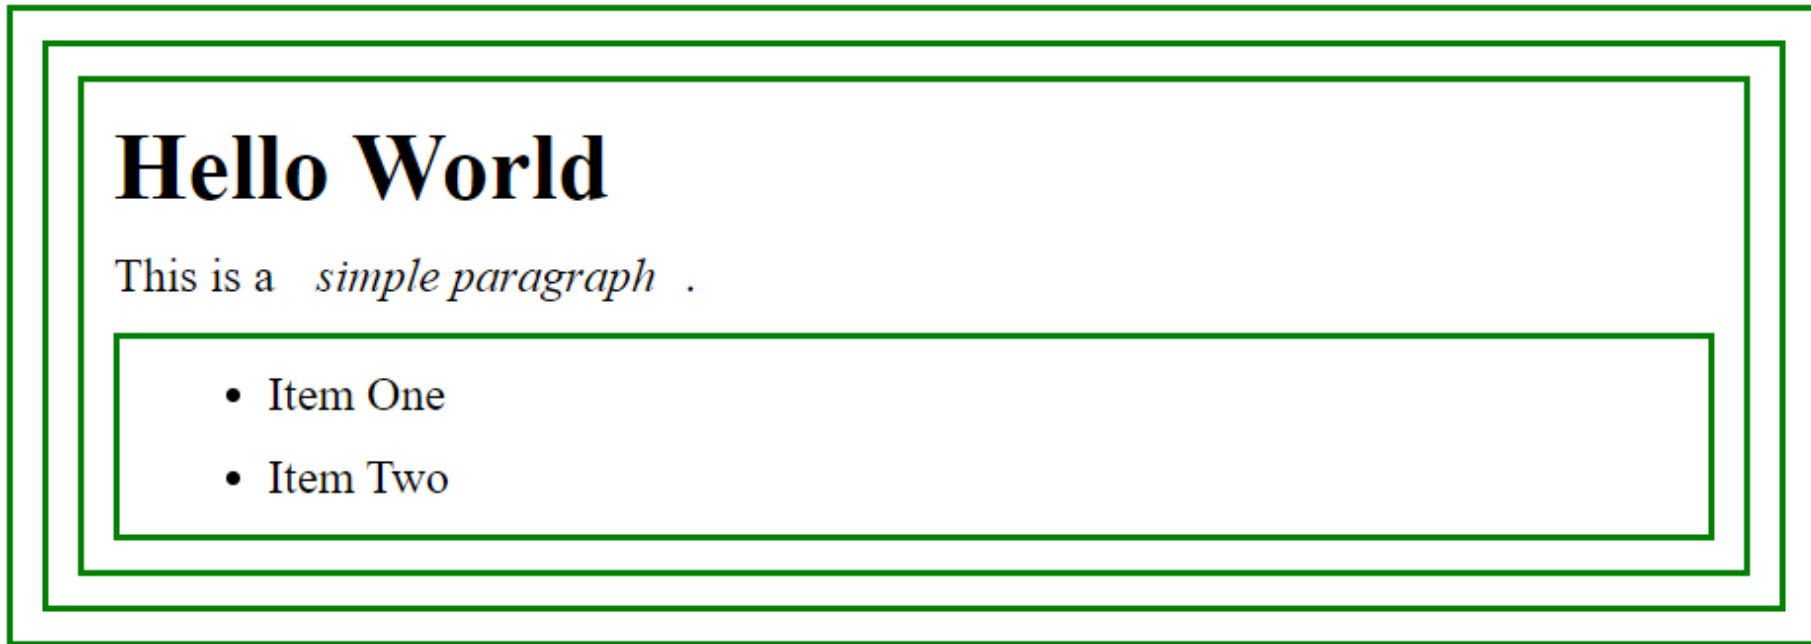 Hello World
This is a simple paragraph .
• Item One
• Item Two